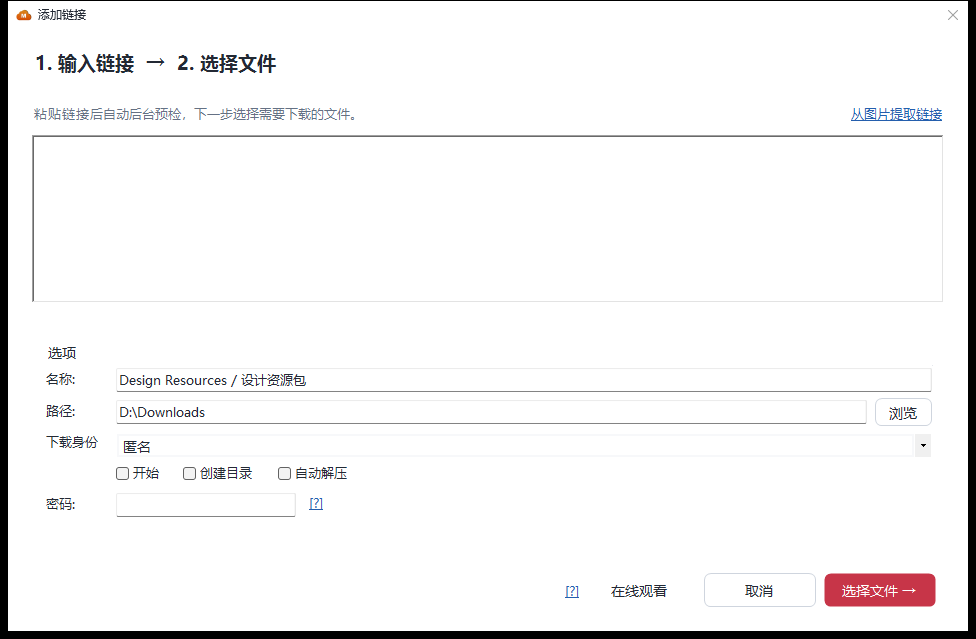 添加链接
1. 输入链接 → 2. 选择文件
粘贴链接后自动后台预检，下一步选择需要下载的文件。 从图片提取链接
选项
名称: Design Resources / 设计资源包
路径: D:\Downloads 浏览
下载身份 匿名
开始 创建目录 自动解压
密码: [?]
[?] 在线观看 取消 选择文件 →